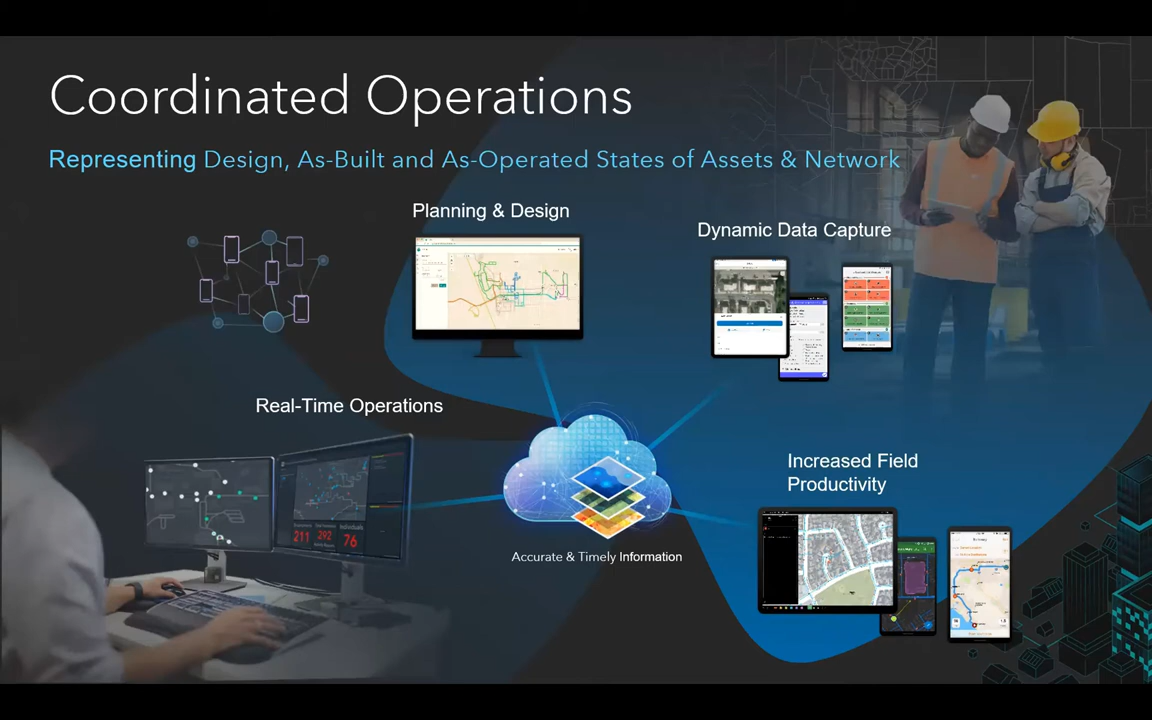 Coordinated Operations
Representing Design, As-Built and As-Operated States of Assets & Network
Planning & Design
Dynamic Data Capture
Real-Time Operations
Increased Field
Productivity
211 292 76
Accurate & Timely Information